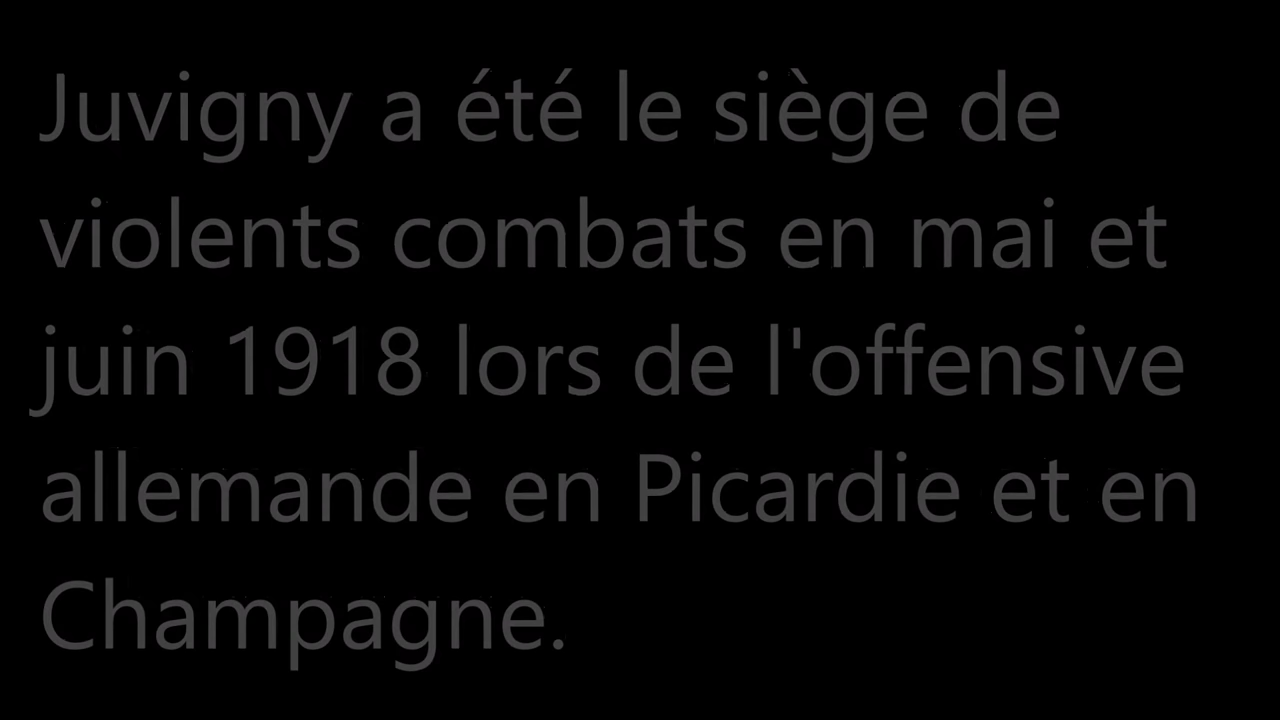 Juvigny a été le siège de
violents combats en mai et
juin 1918 lors de l'offensive
allemande en Picardie et en
Champagne.